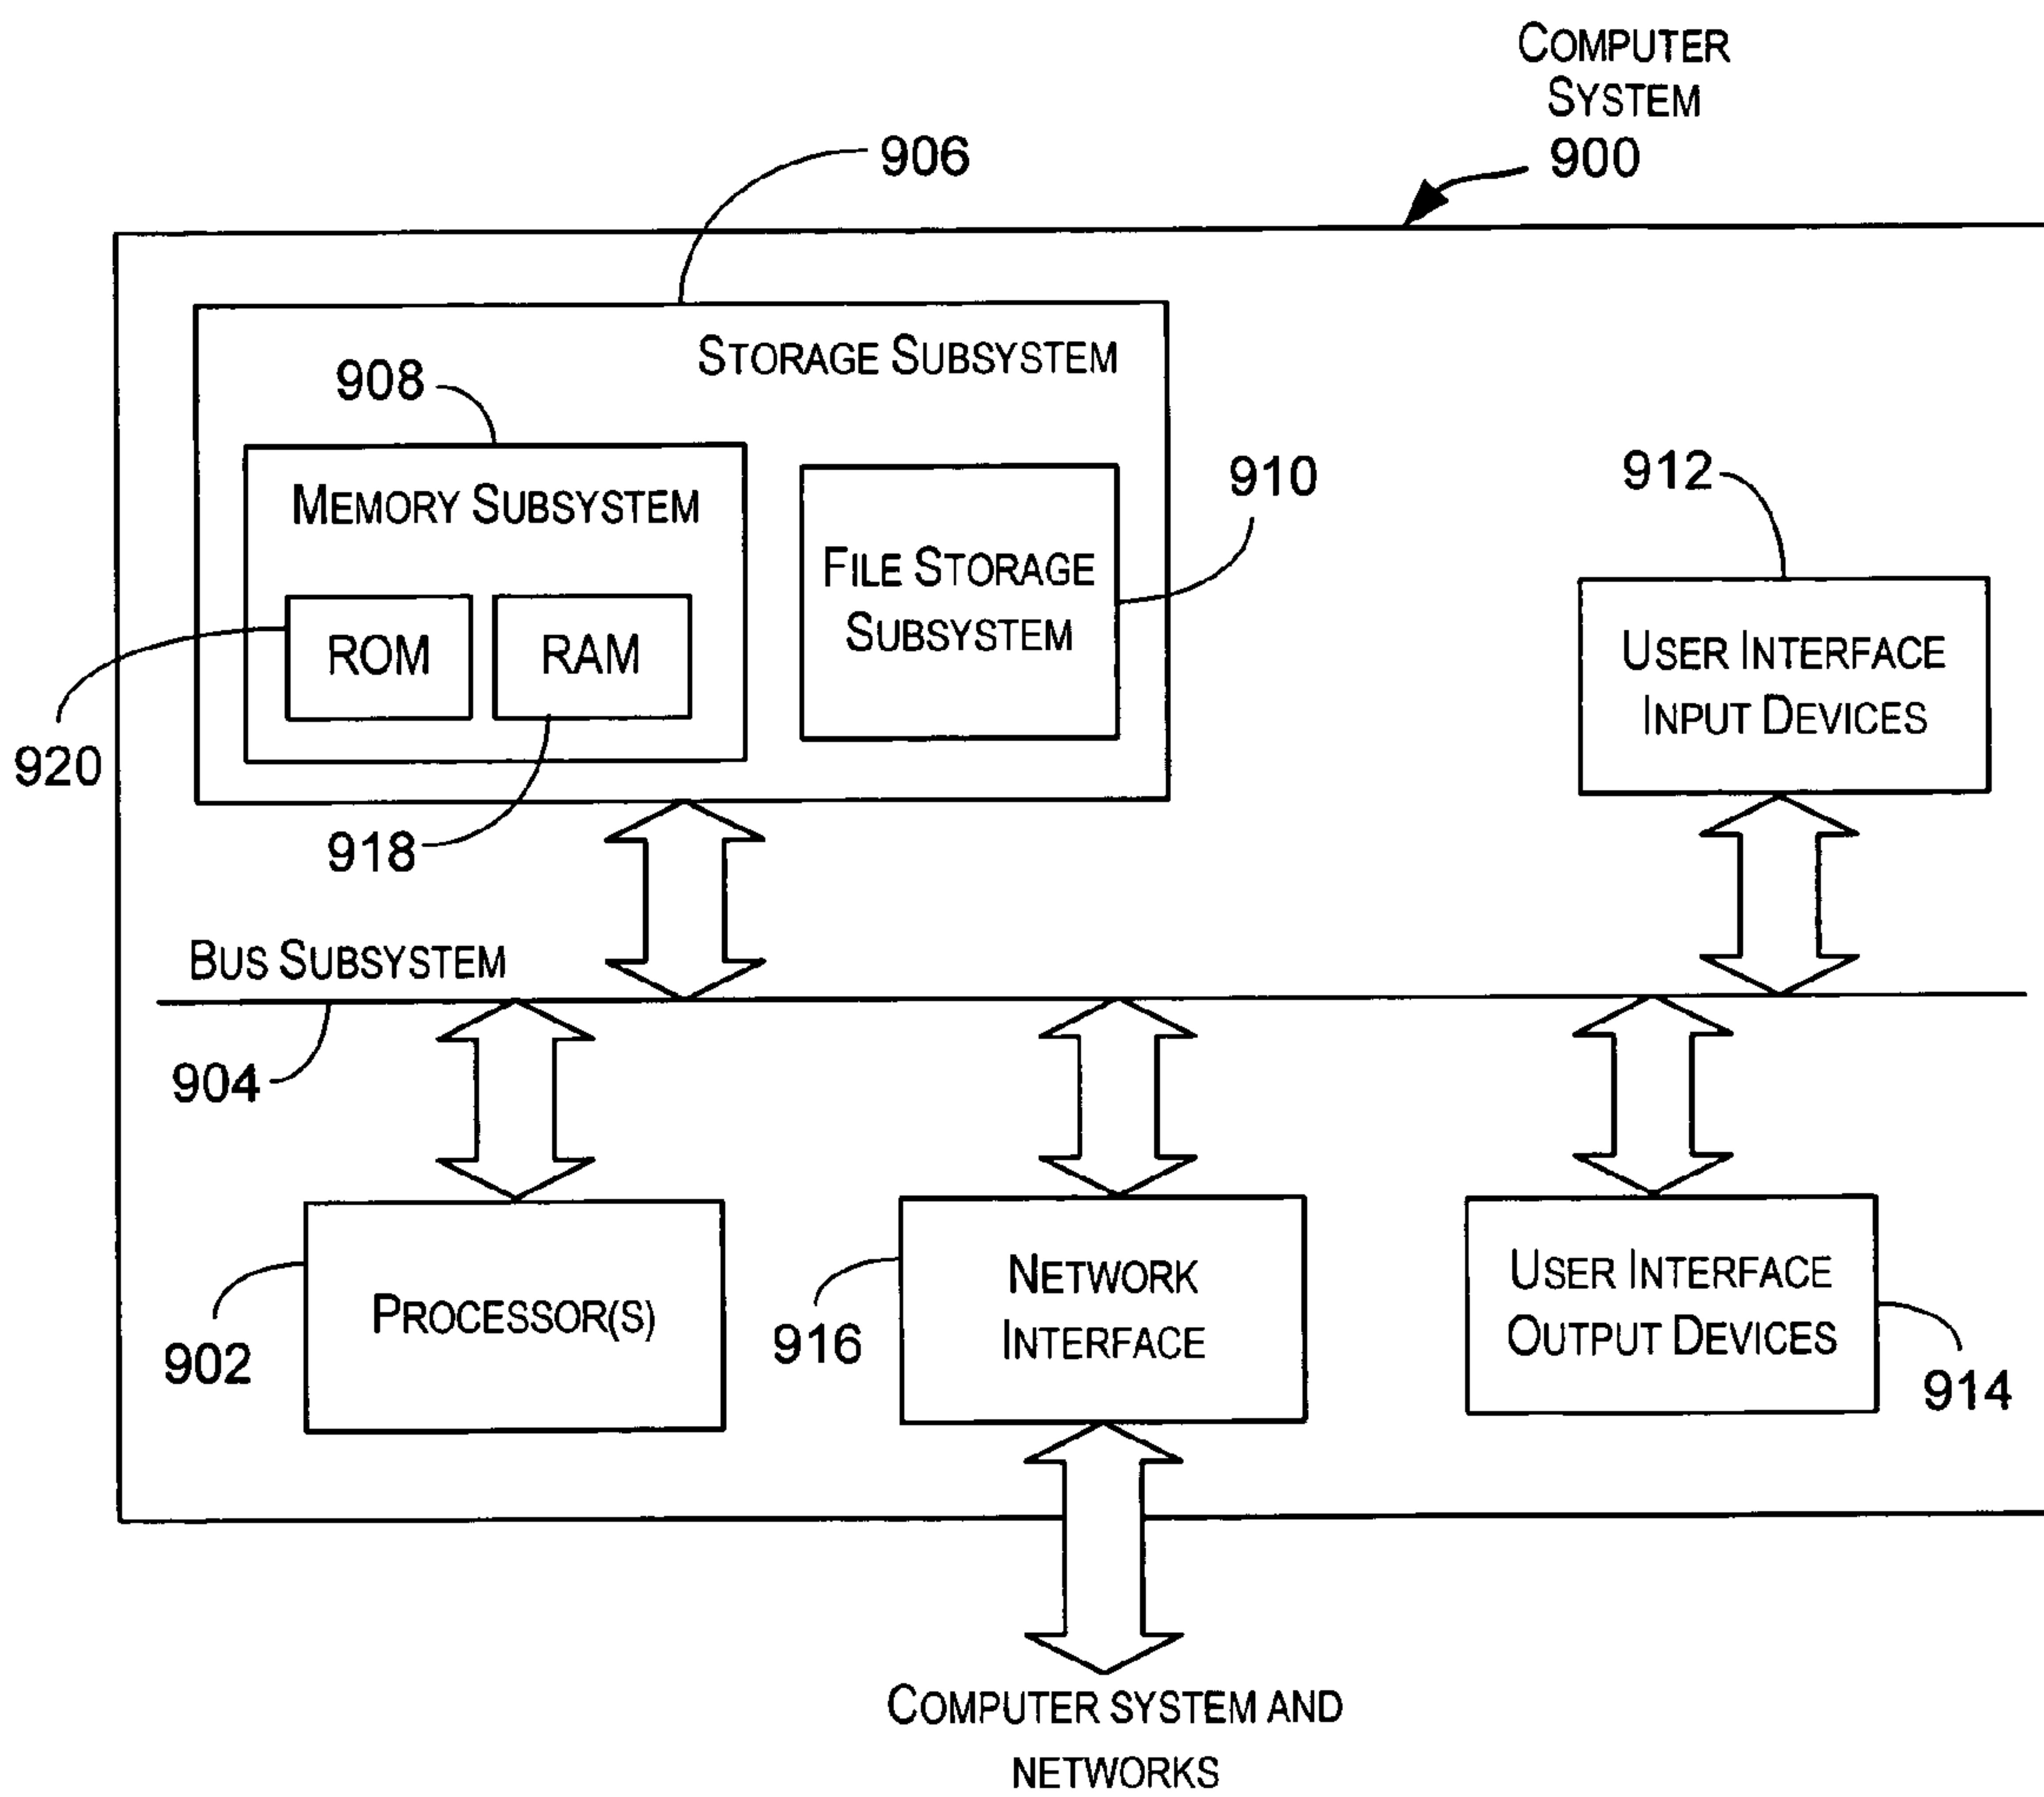 COMPUTER
SYSTEM
900
906
STORAGE SUBSYSTEM
908
MEMORY SUBSYSTEM
910
912
FILE STORAGE
SUBSYSTEM
ROM
RAM
USER INTERFACE
INPUT DEVICES
920
918
BUS SUBSYSTEM
904
PROCESSOR(S)
902
NETWORK
INTERFACE
916
USER INTERFACE
OUTPUT DEVICES
914
COMPUTER SYSTEM AND
NETWORKS